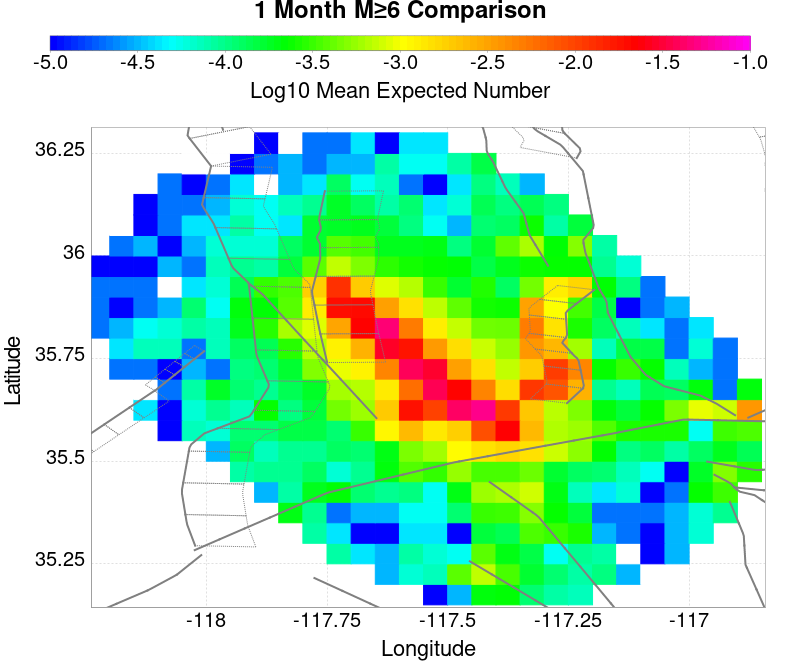 1 Month M≥6 Comparison
-5.0 -4.5 -4.0 -3.5 -3.0 -2.5 -2.0 -1.5 -1.0
Log10 Mean Expected Number
36.25
36
35.75
35.5
35.25
Latitude
-118 -117.75 -117.5 -117.25 -117
Longitude